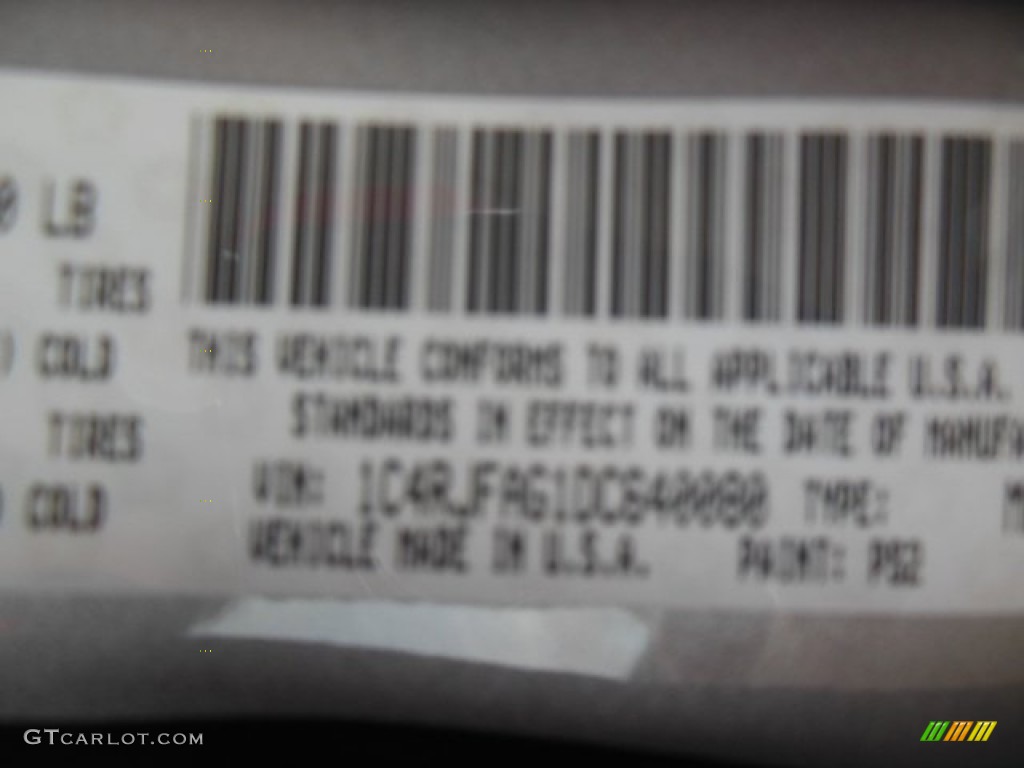 0 LB
TIRES
) COLD
TIRES
COLD
THIS VEHICLE CONFORMS TO ALL APPLICABLE U.S.A.
STANDARDS IN EFFECT ON THE DATE OF MANUFA
VIN: 1C4RJFAG1DC640080 TYPE: M
VEHICLE MADE IN U.S.A. PAINT: PS2
GTCARLOT.COM